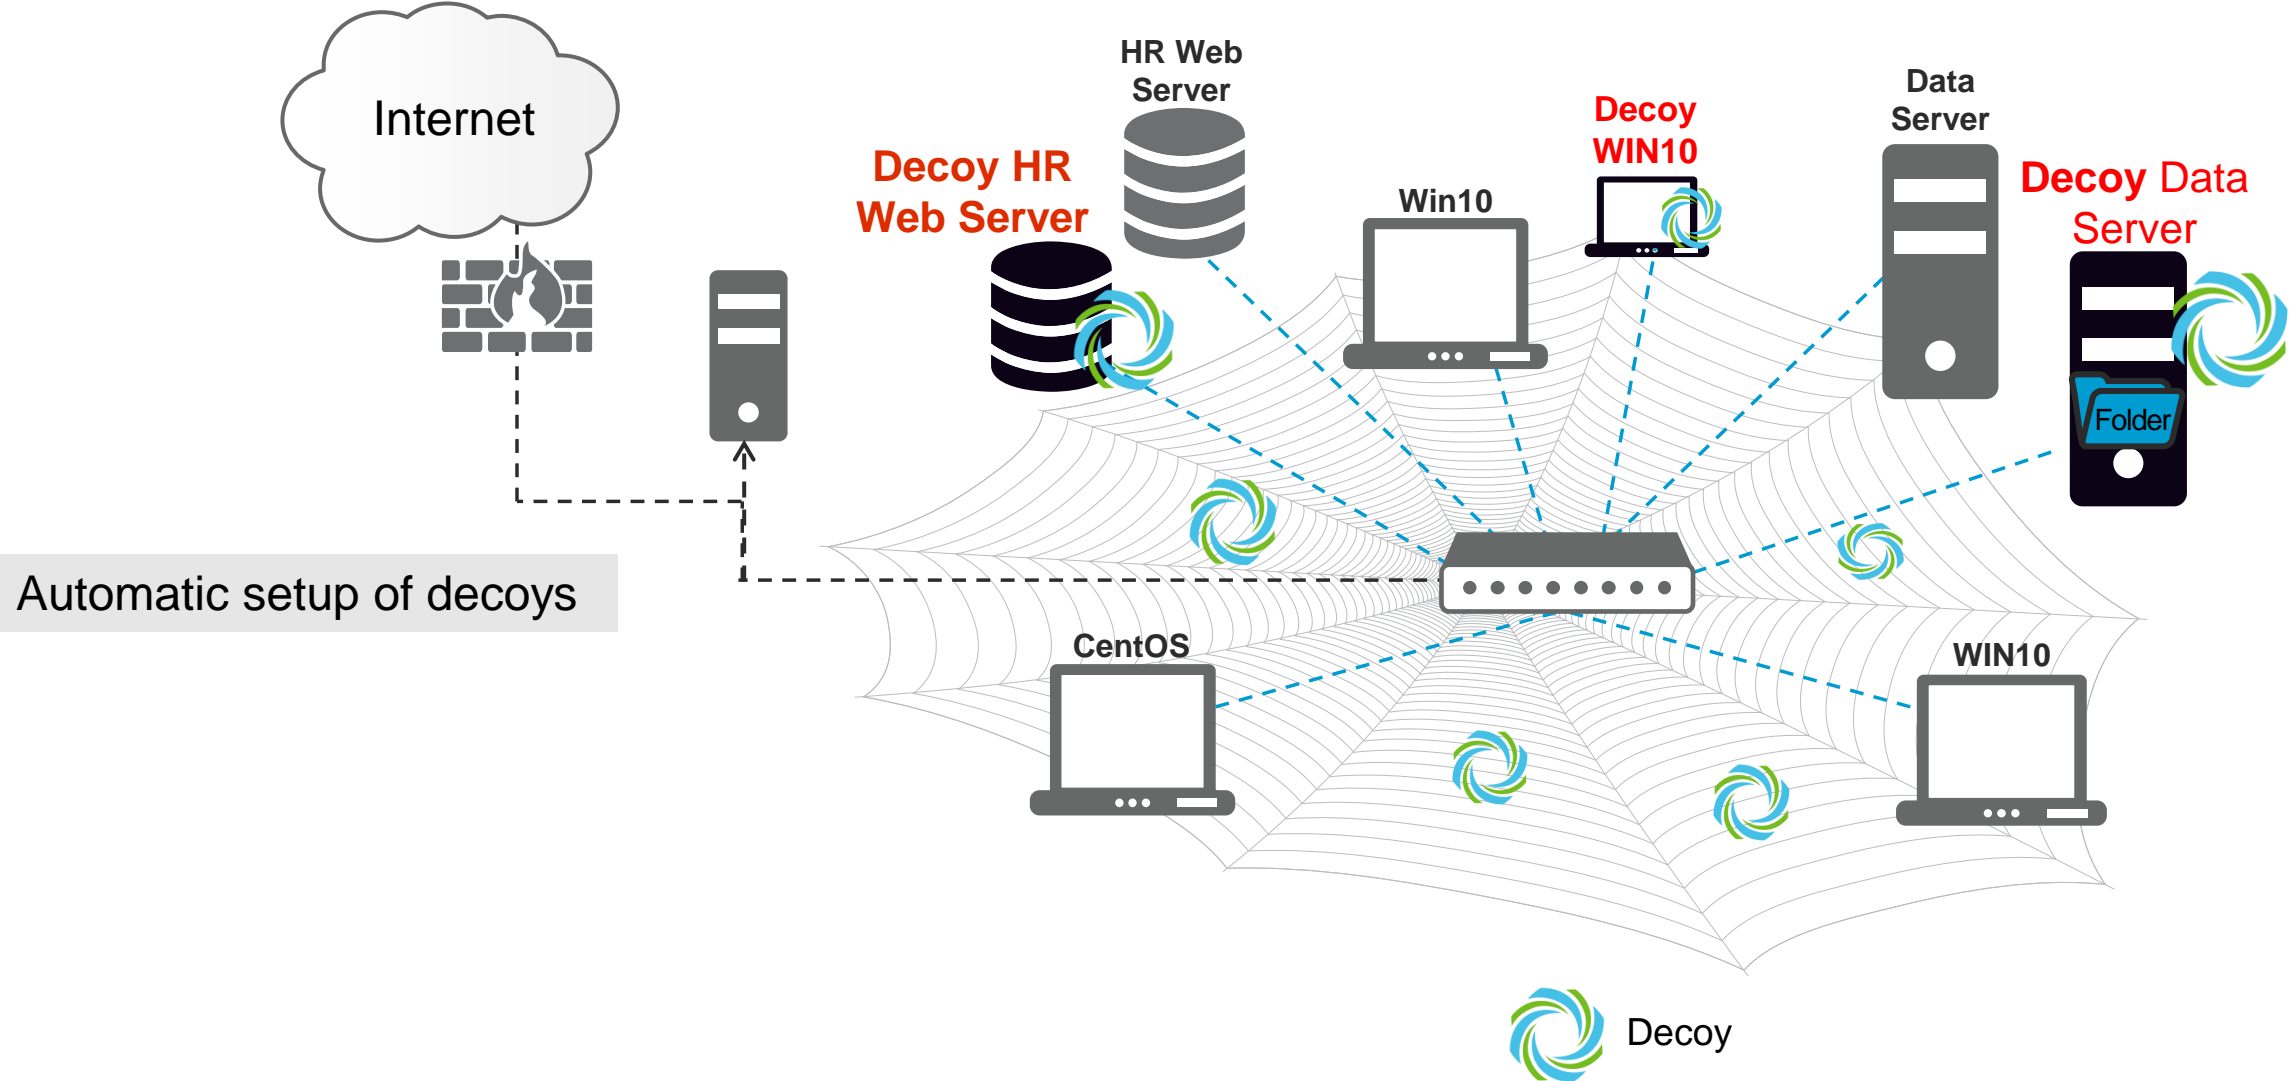 Internet
HR Web
Server
Decoy HR
Web Server
Win10
Decoy
WIN10
Data
Server
Decoy Data
Server
Folder
Automatic setup of decoys
CentOS
WIN10
Decoy